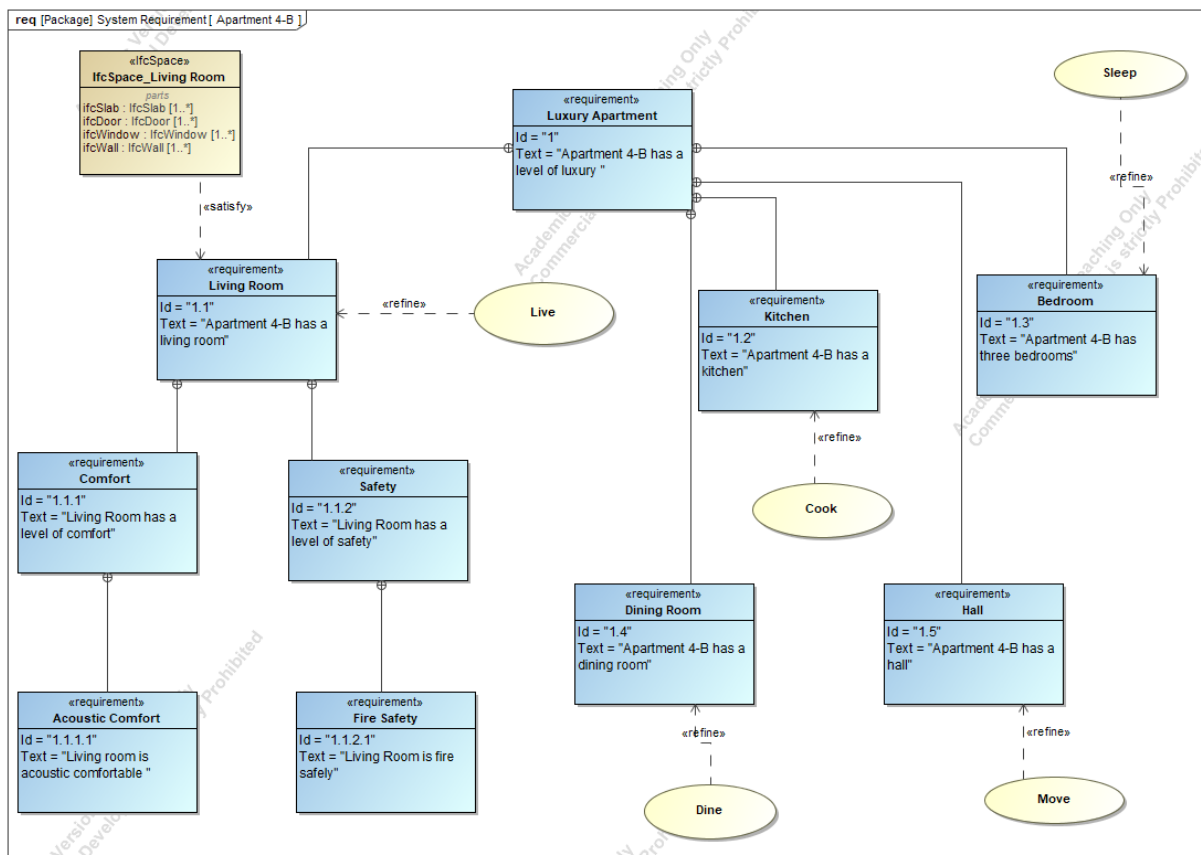 req [Package] System Requirement [ Apartment 4-B ]
«IfcSpace»
IfcSpace_Living Room
parts
ifcSlab : IfcSlab [1..*]
ifcDoor : IfcDoor [1..*]
ifcWindow : IfcWindow [1..*]
ifcWall : IfcWall [1..*]
«satisfy»
«requirement»
Luxury Apartment
Id = "1"
Text = "Apartment 4-B has a
level of luxury "
Sleep
«refine»
«requirement»
Living Room
Id = "1.1"
Text = "Apartment 4-B has a
living room"
«refine»
Live
«requirement»
Kitchen
Id = "1.2"
Text = "Apartment 4-B has a
kitchen"
«refine»
Cook
«requirement»
Bedroom
Id = "1.3"
Text = "Apartment 4-B has
three bedrooms"
«requirement»
Comfort
Id = "1.1.1"
Text = "Living Room has a
level of comfort"
«requirement»
Safety
Id = "1.1.2"
Text = "Living Room has a
level of safety"
«requirement»
Dining Room
Id = "1.4"
Text = "Apartment 4-B has a
dining room"
«refine»
Dine
«requirement»
Hall
Id = "1.5"
Text = "Apartment 4-B has a
hall"
«refine»
Move
«requirement»
Acoustic Comfort
Id = "1.1.1.1"
Text = "Living room is
acoustic comfortable "
«requirement»
Fire Safety
Id = "1.1.2.1"
Text = "Living Room is fire
safely"